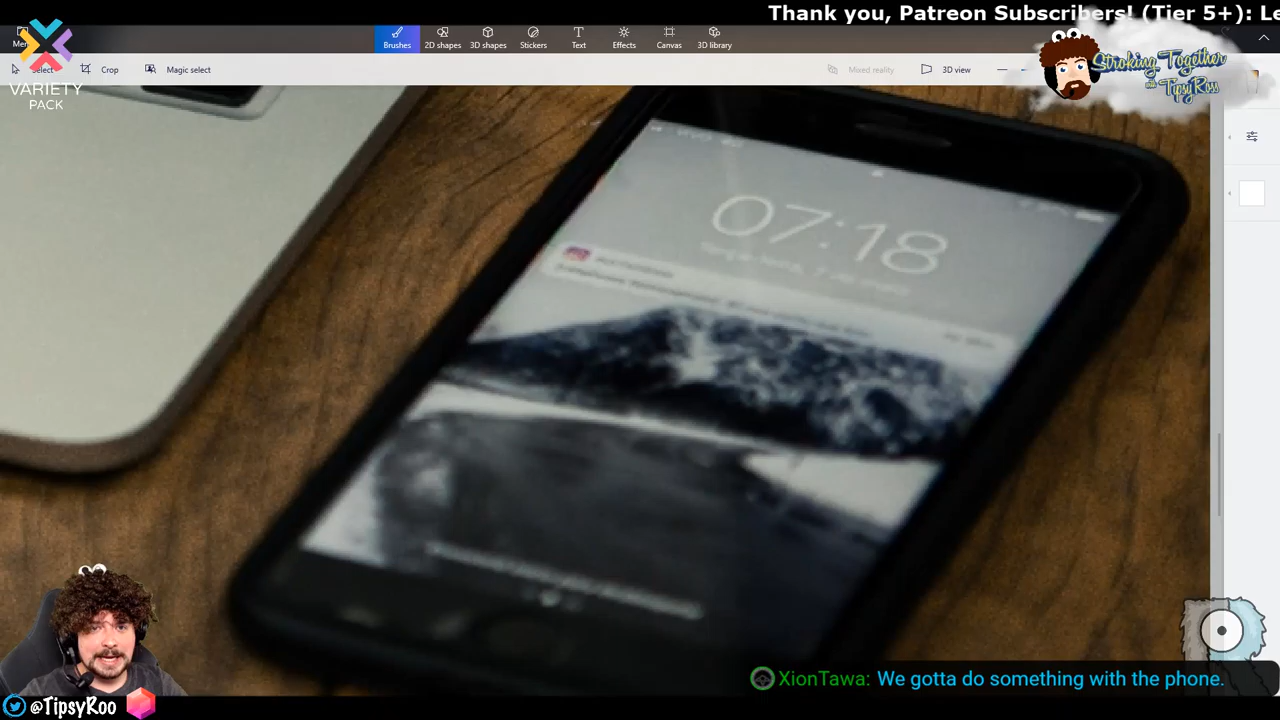 Thank you, Patreon Subscribers! (Tier 5+): Le
Brushes
2D shapes
3D shapes
Stickers
Text
Effects
Canvas
3D library
Select
Crop
Magic select
Mixed reality
3D view
VARIETY
PACK
Stroking Together
with TipsyRoss
07:18
XionTawa: We gotta do something with the phone.
@TipsyRoo